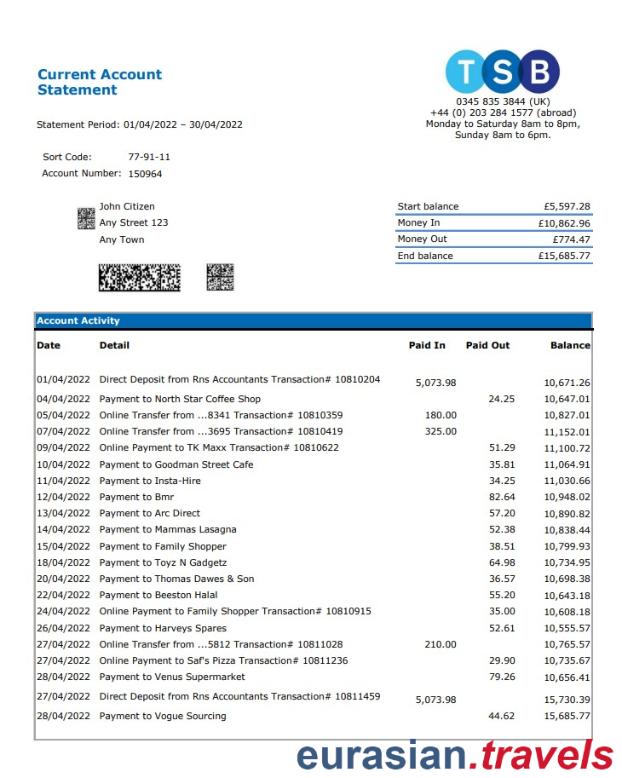 Current Account
Statement
TSB
0345 835 3844 (UK)
+44 (0) 203 284 1577 (abroad)
Monday to Saturday 8am to 8pm,
Sunday 8am to 6pm.
Statement Period: 01/04/2022 – 30/04/2022
Sort Code: 77-91-11
Account Number: 150964
John Citizen
Any Street 123
Any Town
Start balance £5,597.28
Money In £10,862.96
Money Out £774.47
End balance £15,685.77
Account Activity
Date Detail Paid In Paid Out Balance
01/04/2022 Direct Deposit from Rns Accountants Transaction# 10810204 5,073.98 10,671.26
04/04/2022 Payment to North Star Coffee Shop 24.25 10,647.01
05/04/2022 Online Transfer from ...8341 Transaction# 10810359 180.00 10,827.01
07/04/2022 Online Transfer from ...3695 Transaction# 10810419 325.00 11,152.01
09/04/2022 Online Payment to TK Maxx Transaction# 10810622 51.29 11,100.72
10/04/2022 Payment to Goodman Street Cafe 35.81 11,064.91
11/04/2022 Payment to Insta-Hire 34.25 11,030.66
12/04/2022 Payment to Bmr 82.64 10,948.02
13/04/2022 Payment to Arc Direct 57.20 10,890.82
14/04/2022 Payment to Mammas Lasagna 52.38 10,838.44
15/04/2022 Payment to Family Shopper 38.51 10,799.93
18/04/2022 Payment to Toyz N Gadgetz 64.98 10,734.95
20/04/2022 Payment to Thomas Dawes & Son 36.57 10,698.38
22/04/2022 Payment to Beeston Halal 55.20 10,643.18
24/04/2022 Online Payment to Family Shopper Transaction# 10810915 35.00 10,608.18
26/04/2022 Payment to Harveys Spares 52.61 10,555.57
27/04/2022 Online Transfer from ...5812 Transaction# 10811028 210.00 10,765.57
27/04/2022 Online Payment to Saf's Pizza Transaction# 10811236 29.90 10,735.67
28/04/2022 Payment to Venus Supermarket 79.26 10,656.41
27/04/2022 Direct Deposit from Rns Accountants Transaction# 10811459 5,073.98 15,730.39
28/04/2022 Payment to Vogue Sourcing 44.62 15,685.77
eurasian.travels